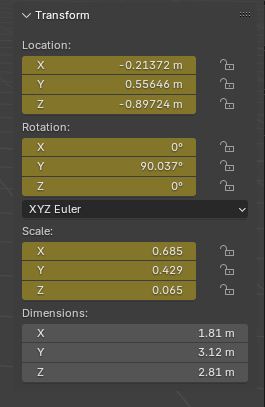 Transform
Location:
X -0.21372 m
Y 0.55646 m
Z -0.89724 m
Rotation:
X 0°
Y 90.037°
Z 0°
XYZ Euler
Scale:
X 0.685
Y 0.429
Z 0.065
Dimensions:
X 1.81 m
Y 3.12 m
Z 2.81 m